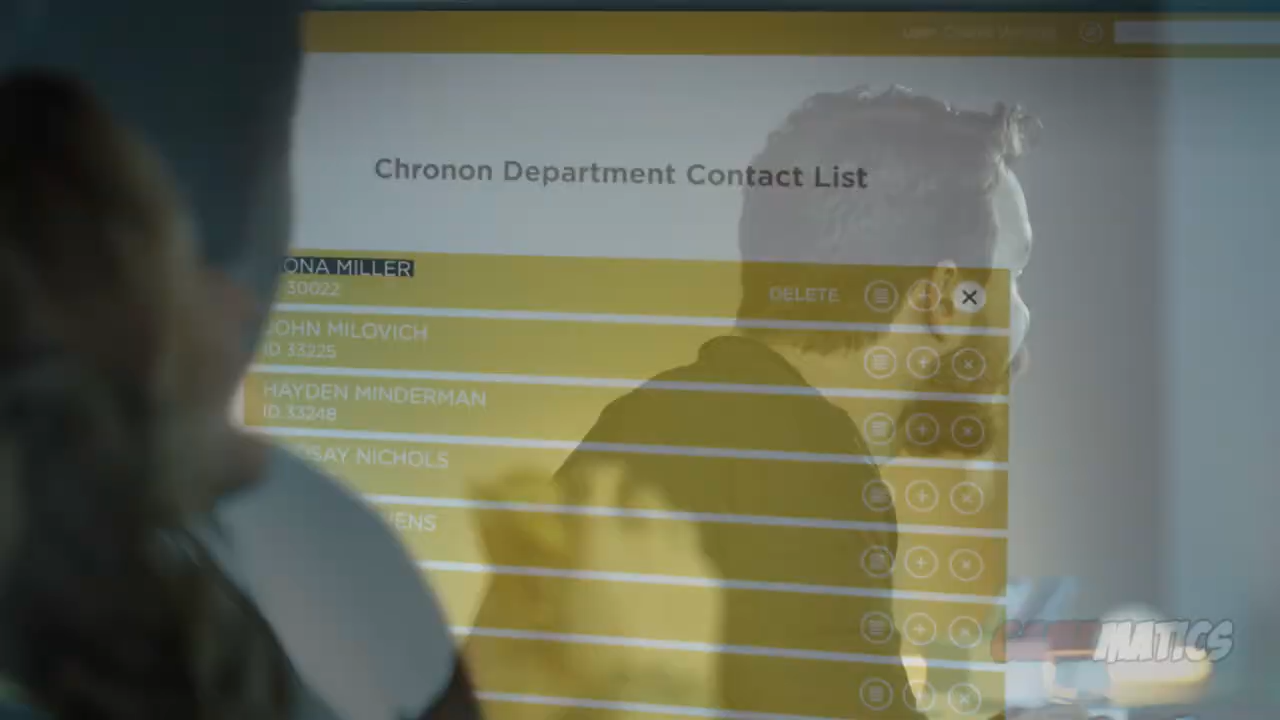 Chronon Department Contact List
ONA MILLER
30022
DELETE
JOHN MILOVICH
ID 33225
HAYDEN MINDERMAN
ID 33248
SAY NICHOLS
ENS
MATICS